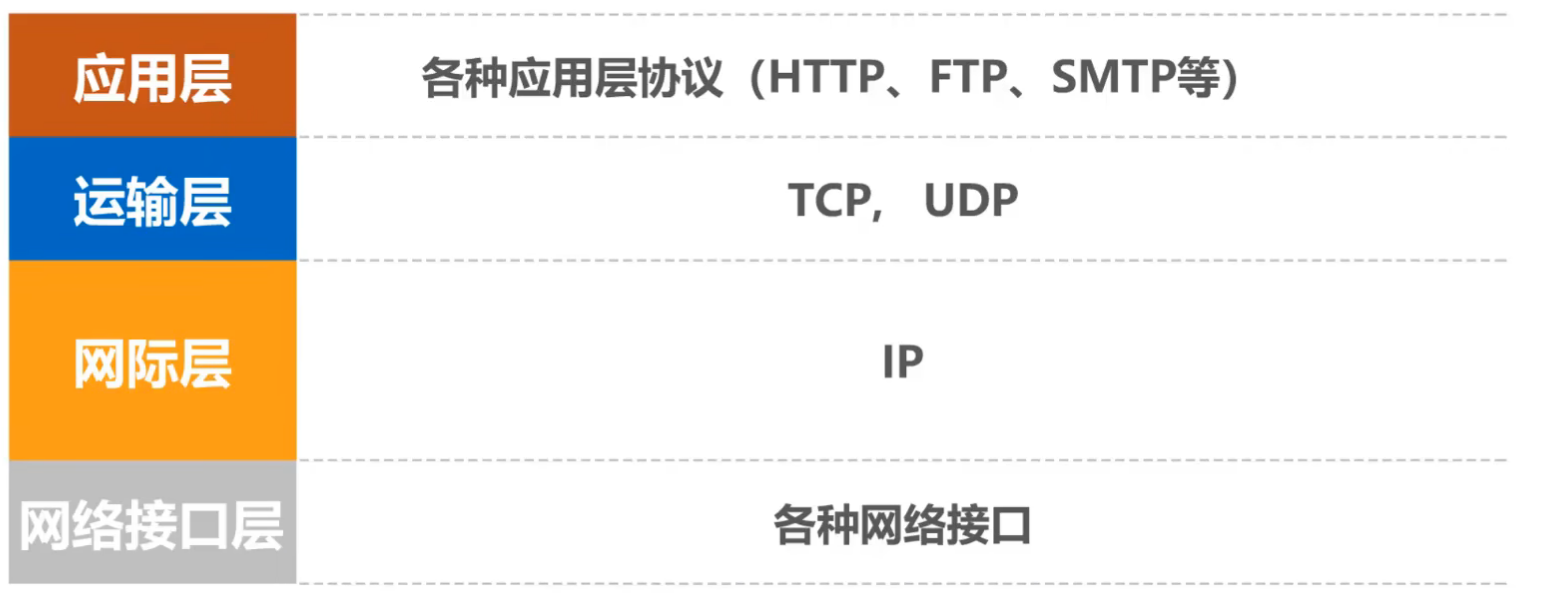 应用层
各种应用层协议（HTTP、FTP、SMTP等）
运输层
TCP, UDP
网际层
IP
网络接口层
各种网络接口